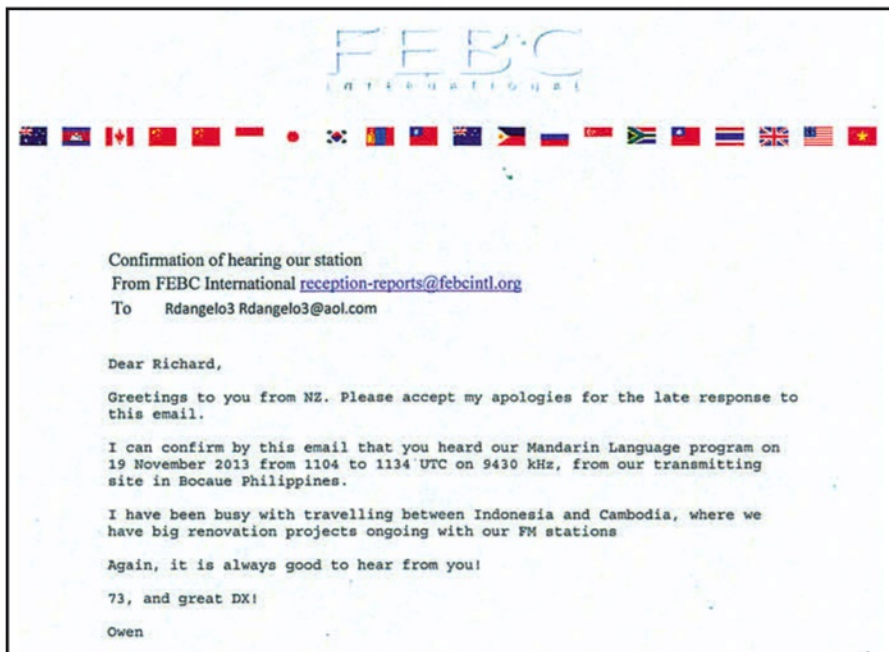 FEBC
INTERNATIONAL
Confirmation of hearing our station
From FEBC International reception-reports@febcintl.org
To Rdangelo3 Rdangelo3@aol.com
Dear Richard,
Greetings to you from NZ. Please accept my apologies for the late response to
this email.
I can confirm by this email that you heard our Mandarin Language program on
19 November 2013 from 1104 to 1134 UTC on 9430 kHz, from our transmitting
site in Bocaue Philippines.
I have been busy with travelling between Indonesia and Cambodia, where we
have big renovation projects ongoing with our FM stations
Again, it is always good to hear from you!
73, and great DX!
Owen